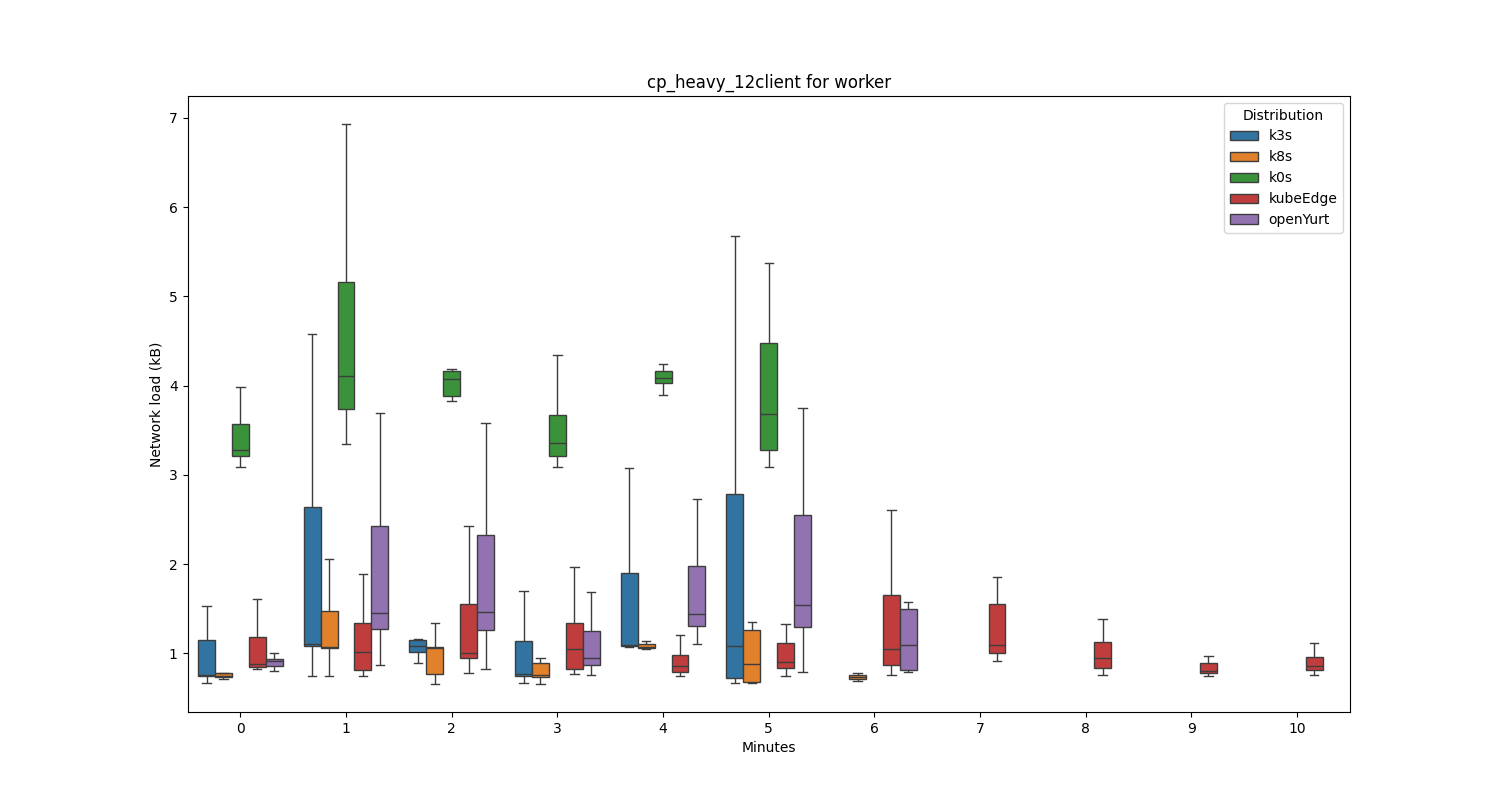 cp_heavy_12client for worker
Distribution
k3s
k8s
k0s
kubeEdge
openYurt
Network load (kB)
7
6
5
4
3
2
1
0 1 2 3 4 5 6 7 8 9 10
Minutes